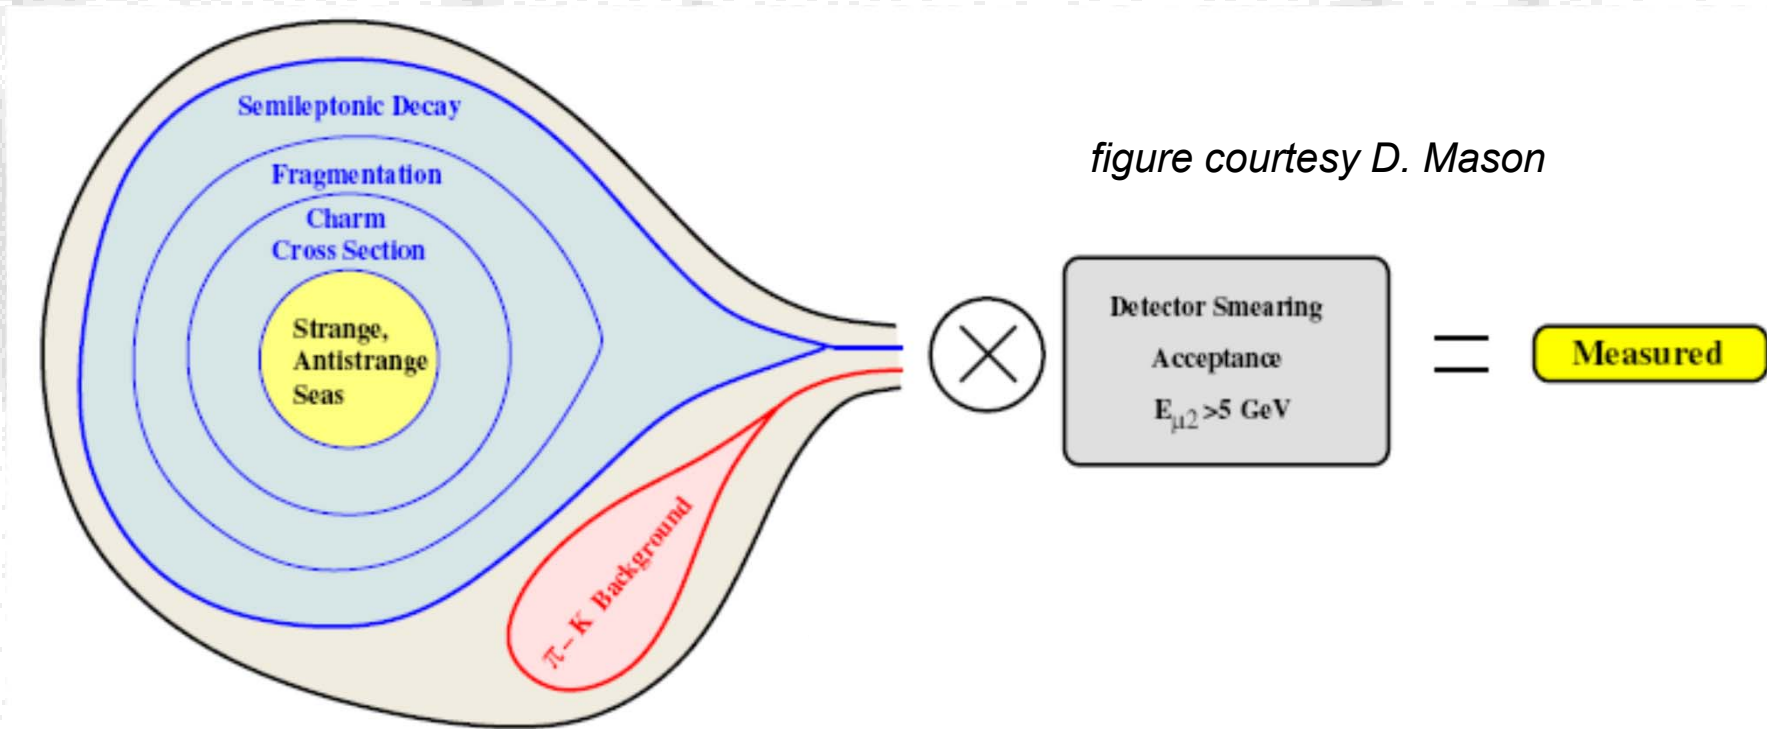 Semileptonic Decay
Fragmentation
Charm
Cross Section
Strange,
Antistrange
Seas
π – K Background
figure courtesy D. Mason
Detector Smearing
Acceptance
Eμ2 >5 GeV
=
Measured